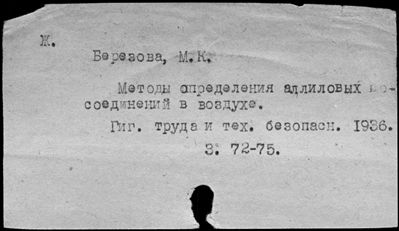 Ж.
Березова, М.К.
Методы определения аллиловых
соединений в воздухе.
Гиг. труда и тех. безопасн. 1936.
3. 72-75.